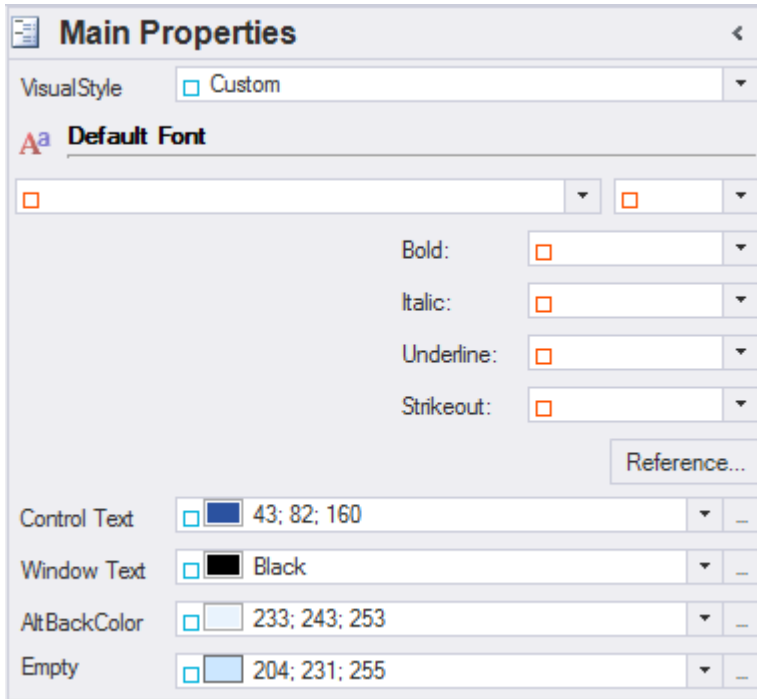 Main Properties
VisualStyle Custom
Aa Default Font
Bold:
Italic:
Underline:
Strikeout:
Reference...
Control Text 43; 82; 160 ...
Window Text Black ...
AltBackColor 233; 243; 253 ...
Empty 204; 231; 255 ...